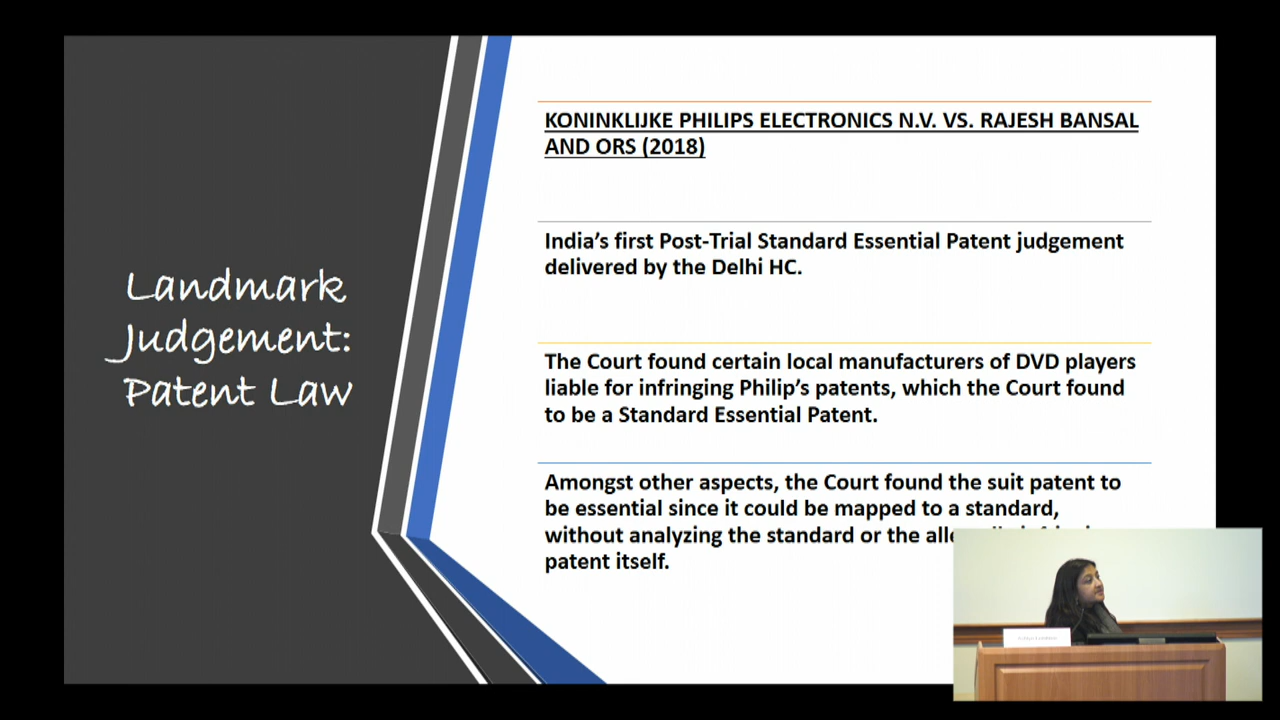 Landmark
Judgement:
Patent Law
KONINKLIJKE PHILIPS ELECTRONICS N.V. VS. RAJESH BANSAL
AND ORS (2018)
India's first Post-Trial Standard Essential Patent judgement
delivered by the Delhi HC.
The Court found certain local manufacturers of DVD players
liable for infringing Philip's patents, which the Court found
to be a Standard Essential Patent.
Amongst other aspects, the Court found the suit patent to
be essential since it could be mapped to a standard,
without analyzing the standard or the
patent itself.